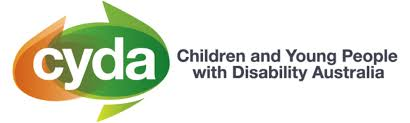 cyda
Children and Young People
with Disability Australia